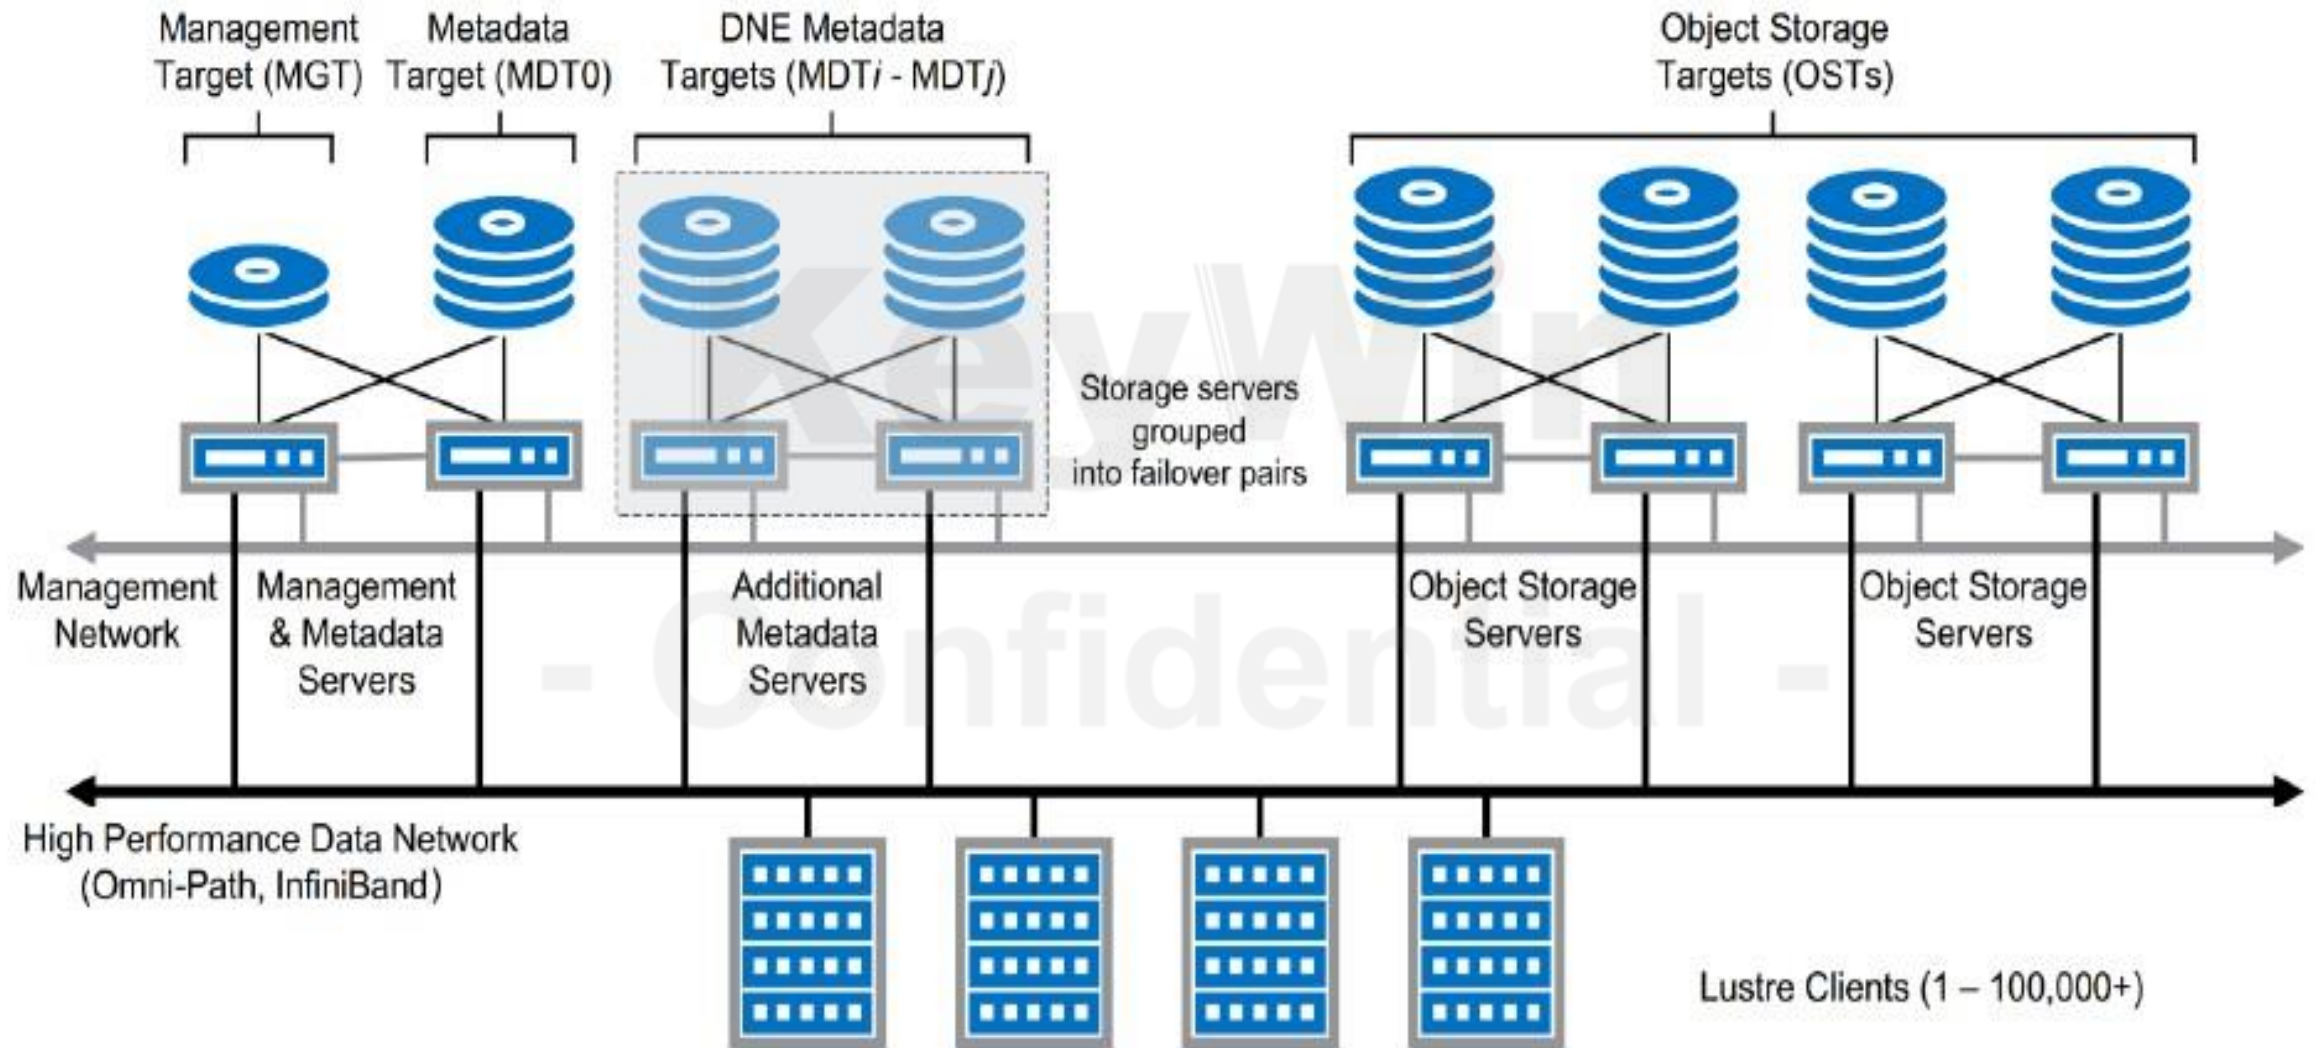 Management
Target (MGT)
Metadata
Target (MDT0)
DNE Metadata
Targets (MDTi - MDTj)
Object Storage
Targets (OSTs)
Storage servers
grouped
into failover pairs
Management
Network
Management
& Metadata
Servers
Additional
Metadata
Servers
Object Storage
Servers
Object Storage
Servers
KeyWin
- Confidential -
High Performance Data Network
(Omni-Path, InfiniBand)
Lustre Clients (1 – 100,000+)